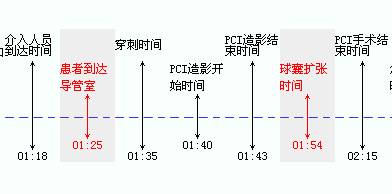 介入人员
到达时间
01:18
患者到达
导管室
01:25
穿刺时间
01:35
PCI造影开
始时间
01:40
PCI造影结
束时间
01:43
球囊扩张
时间
01:54
PCI手术结
束时间
02:15